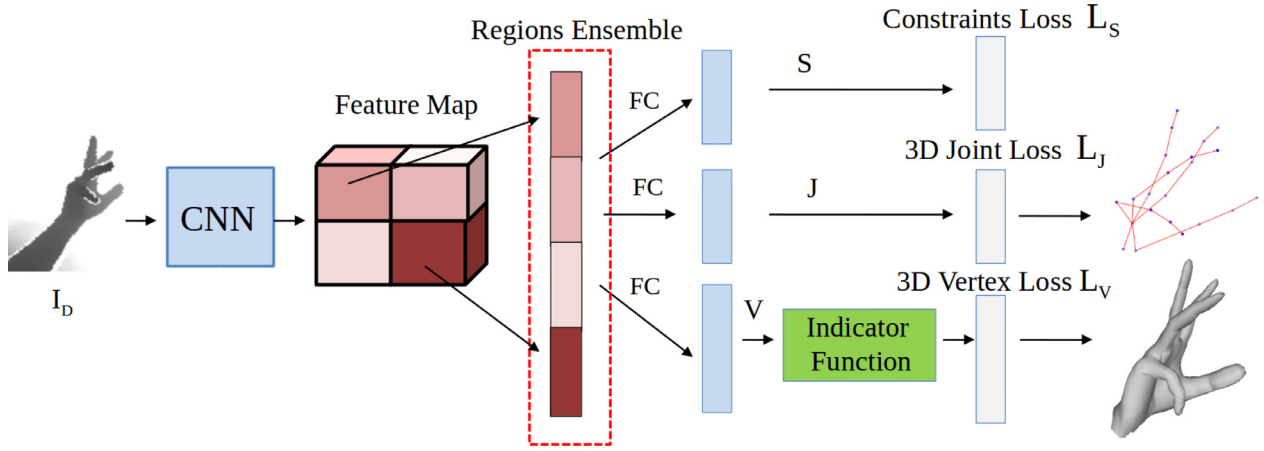 Constraints Loss L_S
Regions Ensemble
S
FC
Feature Map
3D Joint Loss L_J
CNN
FC
J
I_D
FC
3D Vertex Loss L_V
V
Indicator
Function